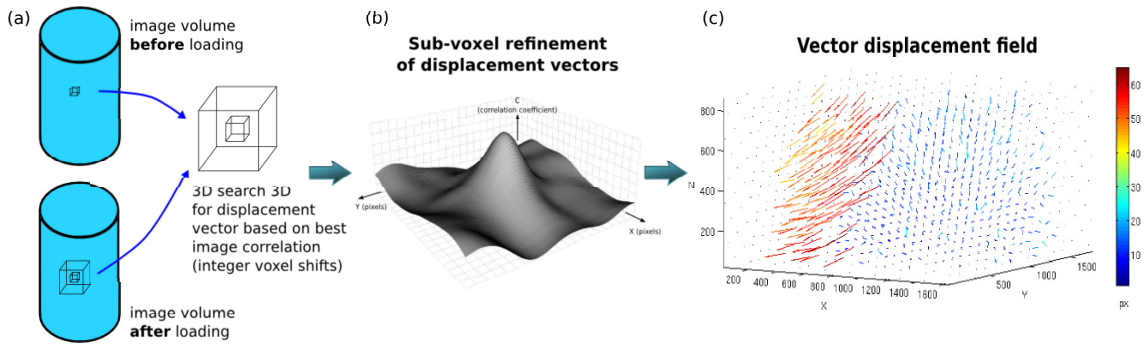 (a)
image volume
before loading
3D search 3D
for displacement
vector based on best
image correlation
(integer voxel shifts)
image volume
after loading
(b)
Sub-voxel refinement
of displacement vectors
C
(correlation coefficient)
Y (pixels)
X (pixels)
(c)
Vector displacement field
800
600
400
200
Z
200 400 600 800 1000 1200 1400 1600
X
500 1000 1500
Y
60
50
40
30
20
10
px